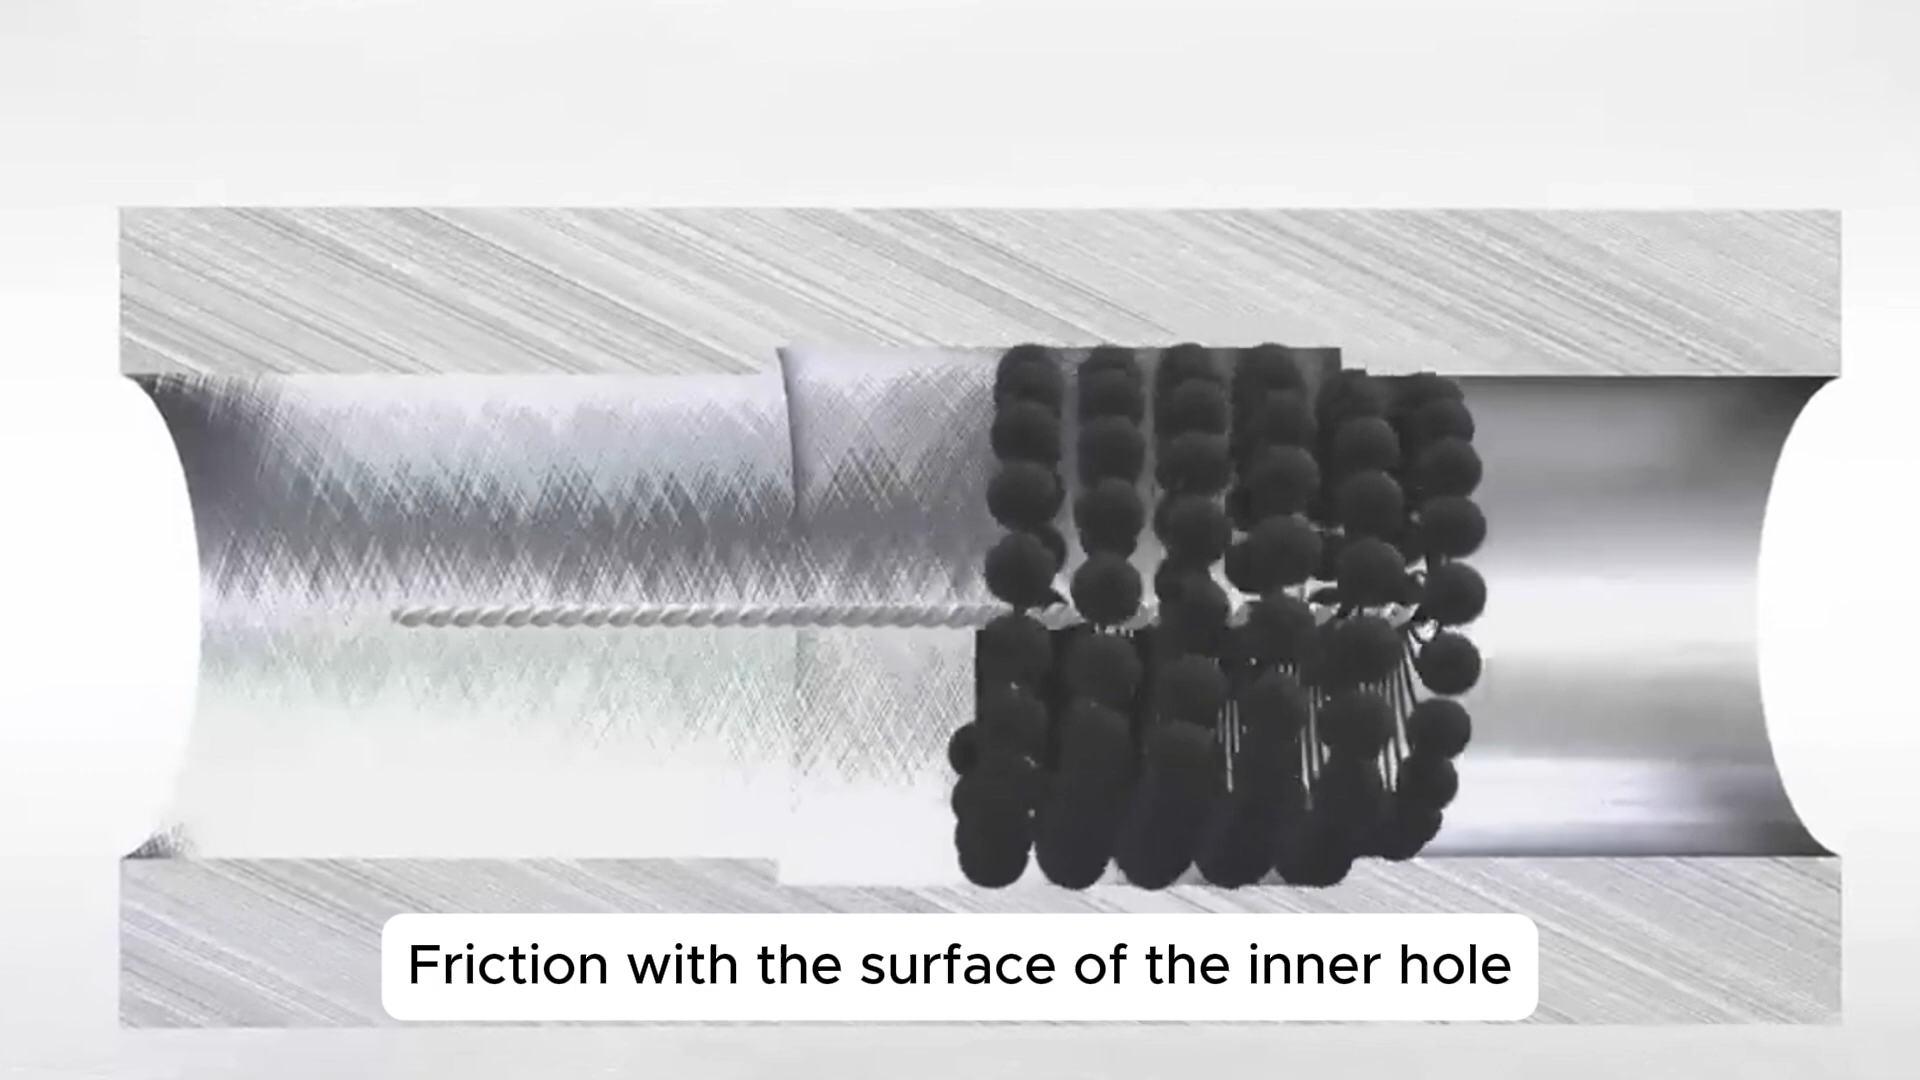 Friction with the surface of the inner hole